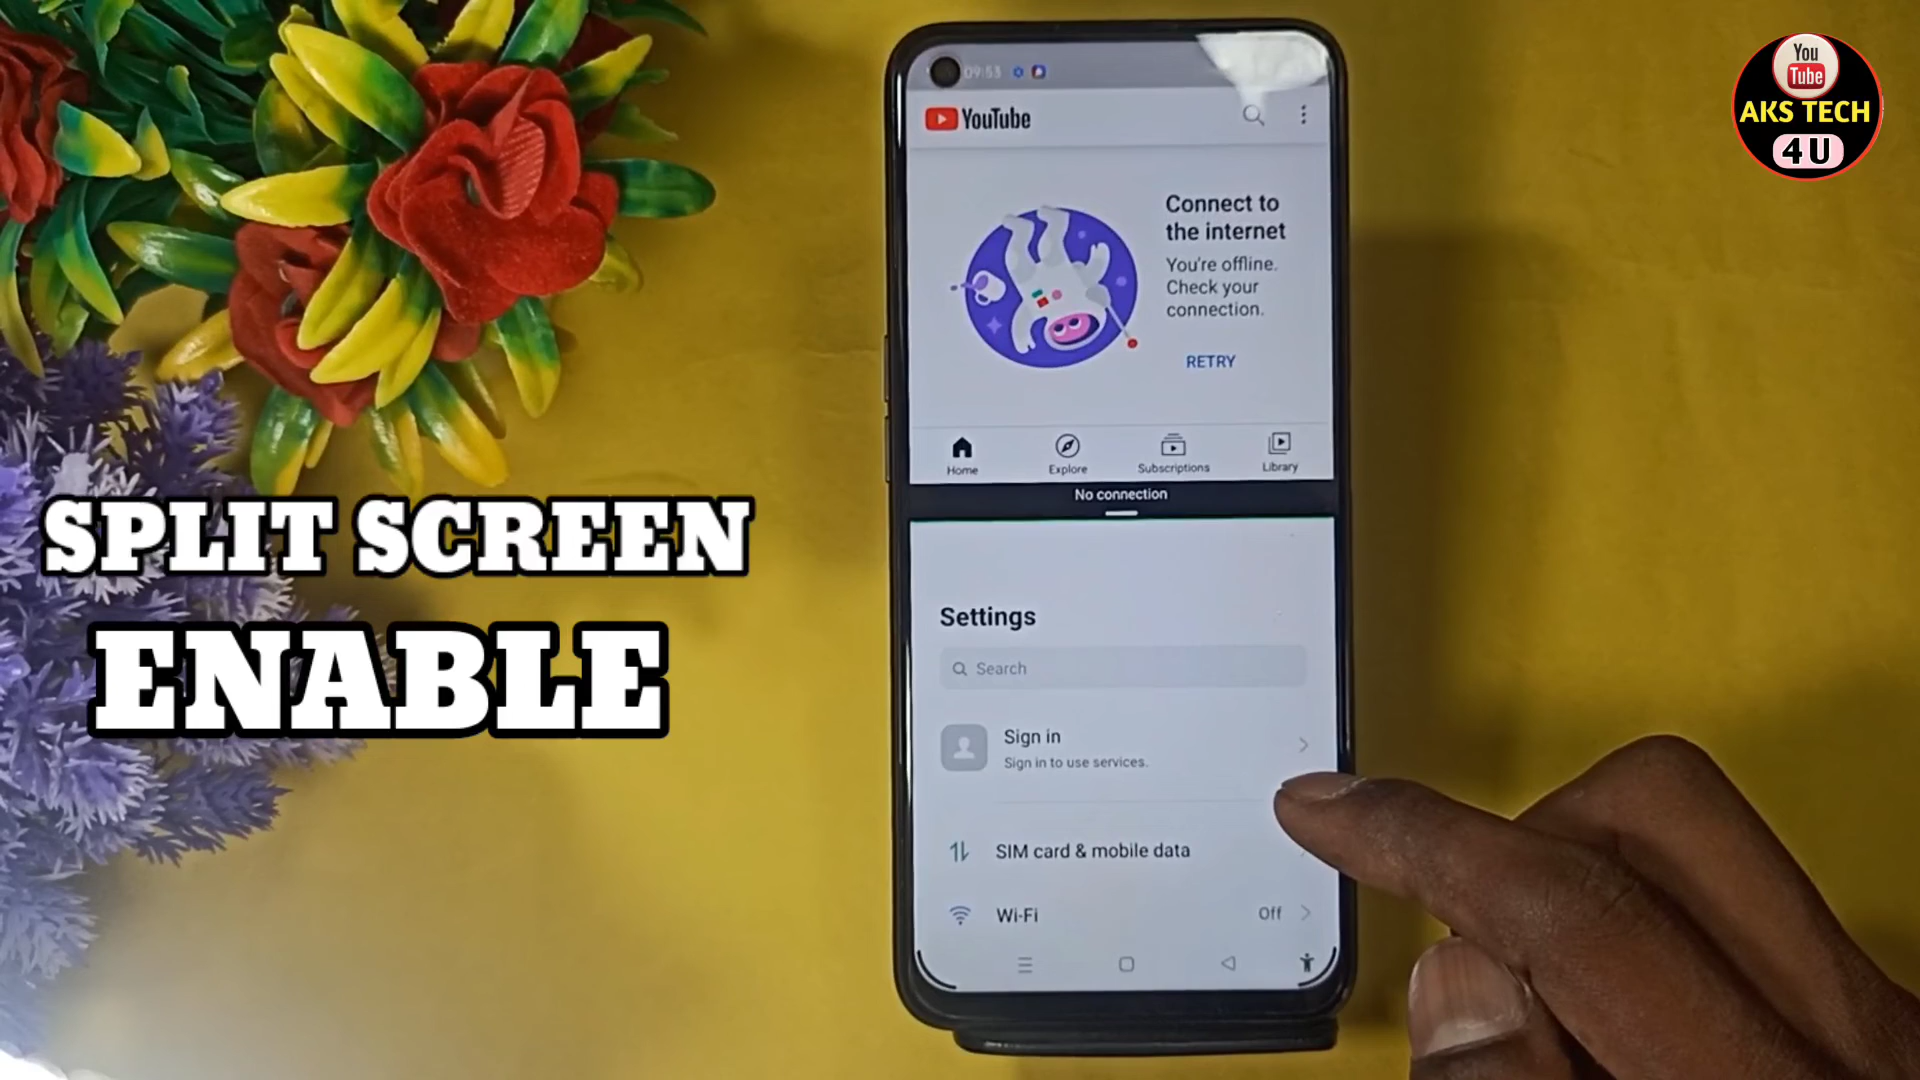 09:53
YouTube
Connect to
the internet
You're offline.
Check your
connection.
RETRY
Home
Explore
Subscriptions
Library
No connection
Settings
Search
Sign in
Sign in to use services.
SIM card & mobile data
Wi-Fi
Off
SPLIT SCREEN
ENABLE
You
Tube
AKS TECH
4U